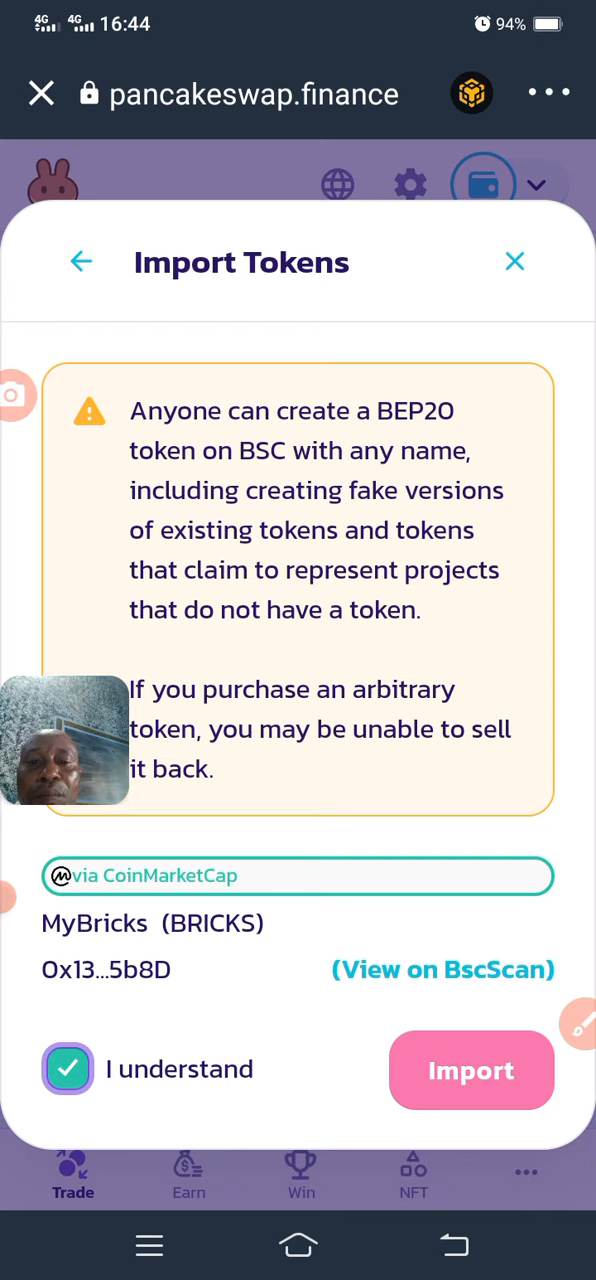 4G 4G 16:44 94%
pancakeswap.finance
Import Tokens
Anyone can create a BEP20
token on BSC with any name,
including creating fake versions
of existing tokens and tokens
that claim to represent projects
that do not have a token.
If you purchase an arbitrary
token, you may be unable to sell
it back.
via CoinMarketCap
MyBricks (BRICKS)
0x13...5b8D (View on BscScan)
I understand Import
Trade Earn Win NFT